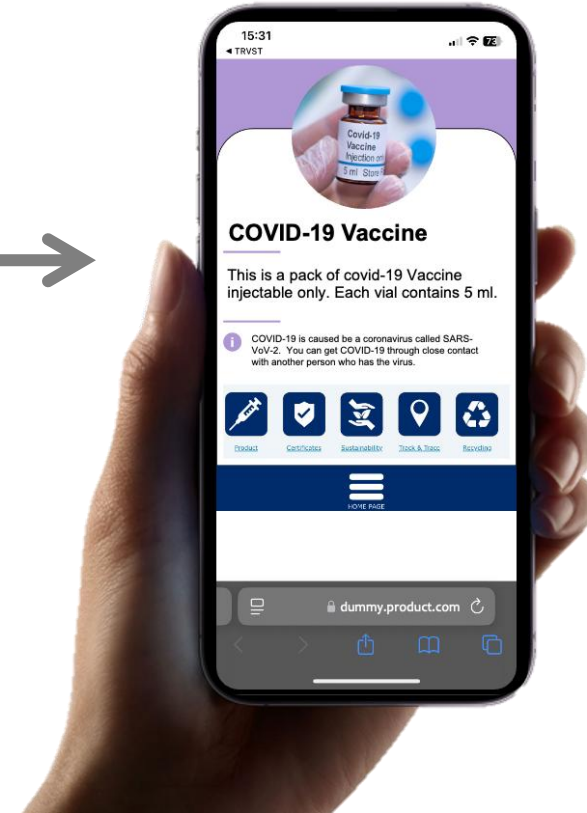 15:31
73
◄ TRVST
Covid-19
Vaccine
Injection on
5 ml Store
COVID-19 Vaccine
This is a pack of covid-19 Vaccine
injectable only. Each vial contains 5 ml.
i
COVID-19 is caused be a coronavirus called SARS-
VoV-2. You can get COVID-19 through close contact
with another person who has the virus.
Product Certificates Sustainability Track & Trace Recycling
HOME PAGE
dummy.product.com